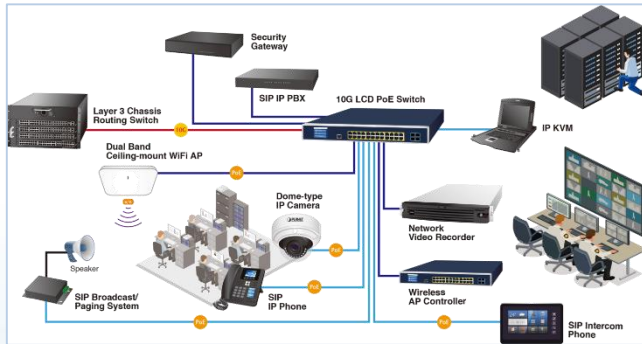 Security
Gateway
SIP IP PBX
10G LCD PoE Switch
Layer 3 Chassis
Routing Switch
10G
IP KVM
Dual Band
Ceiling-mount WiFi AP
PoE
Dome-type
IP Camera
PLANET
PoE
Network
Video Recorder
Speaker
SIP
IP Phone
PoE
Wireless
AP Controller
SIP Broadcast/
Paging System
PoE
PoE
SIP Intercom
Phone